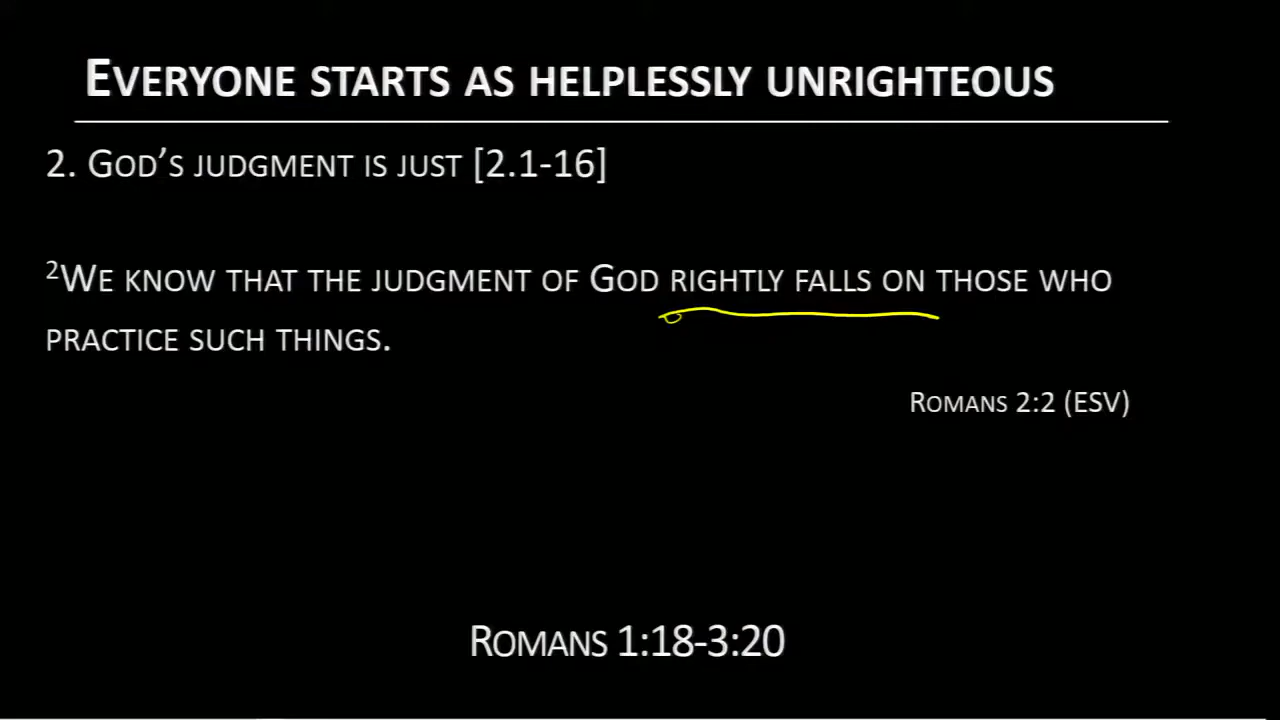 Everyone starts as helplessly unrighteous
2. God’s judgment is just [2.1-16]
²We know that the judgment of God rightly falls on those who
practice such things.
Romans 2:2 (ESV)
Romans 1:18-3:20